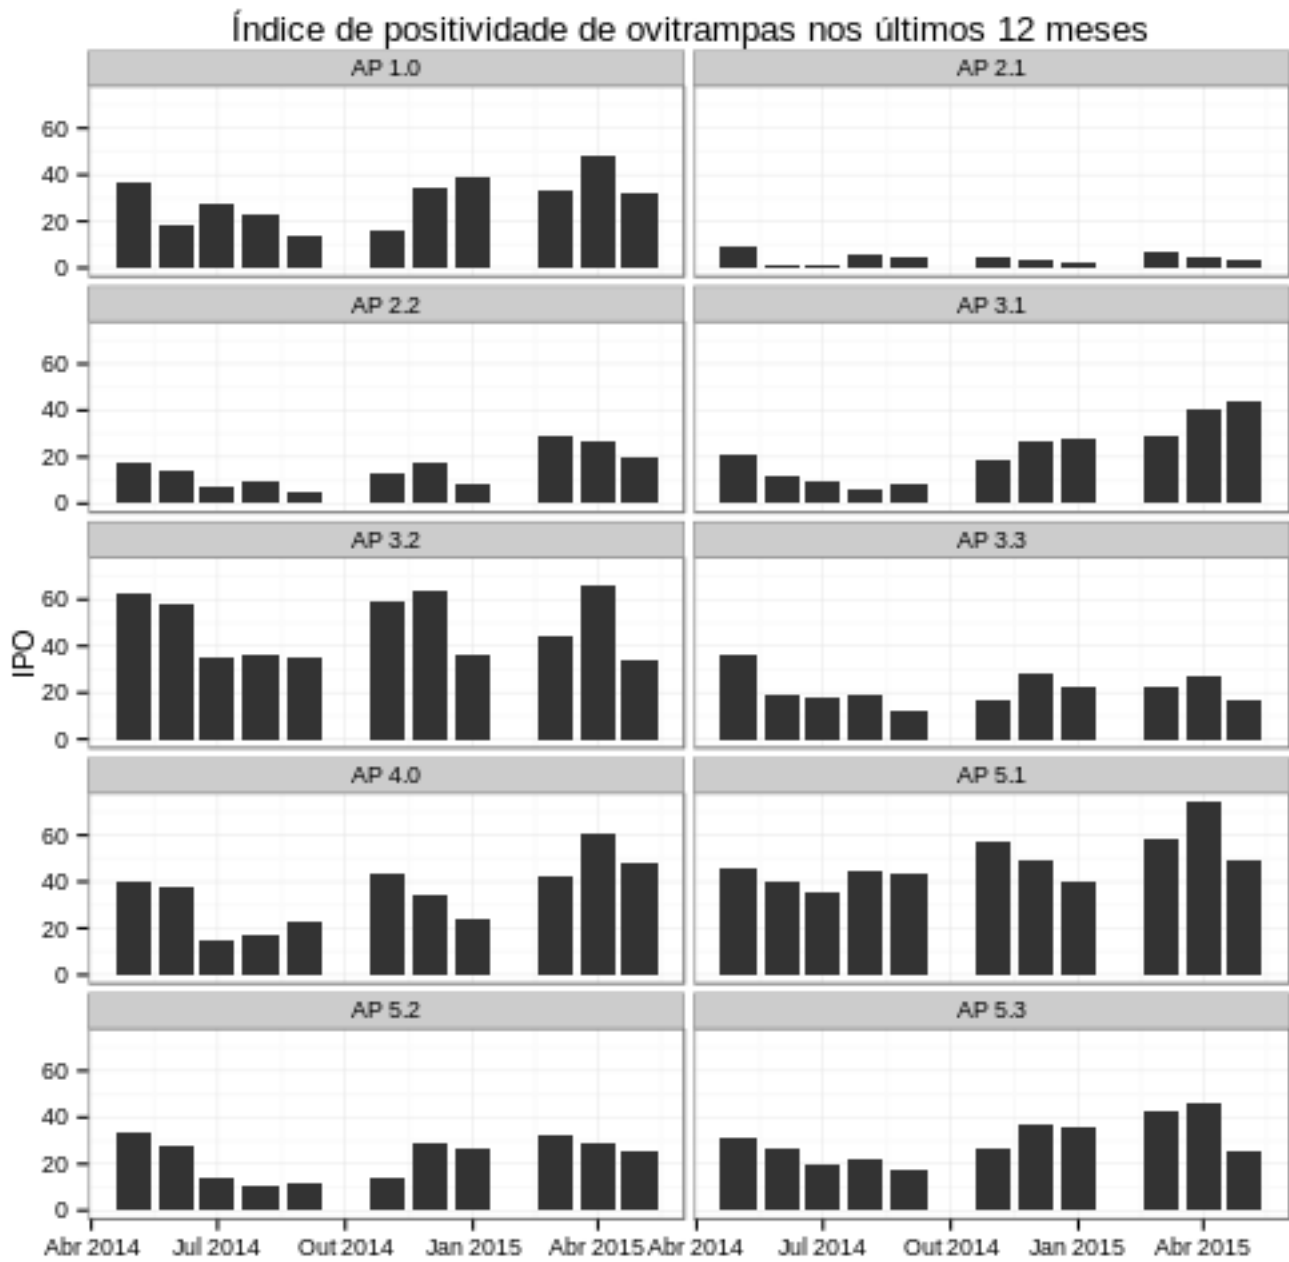 Índice de positividade de ovitrampas nos últimos 12 meses
AP 1.0
AP 2.1
60
40
20
0
AP 2.2
AP 3.1
60
40
20
0
AP 3.2
AP 3.3
60
40
20
0
IPO
AP 4.0
AP 5.1
60
40
20
0
AP 5.2
AP 5.3
60
40
20
0
Abr 2014 Jul 2014 Out 2014 Jan 2015 Abr 2015 Abr 2014 Jul 2014 Out 2014 Jan 2015 Abr 2015